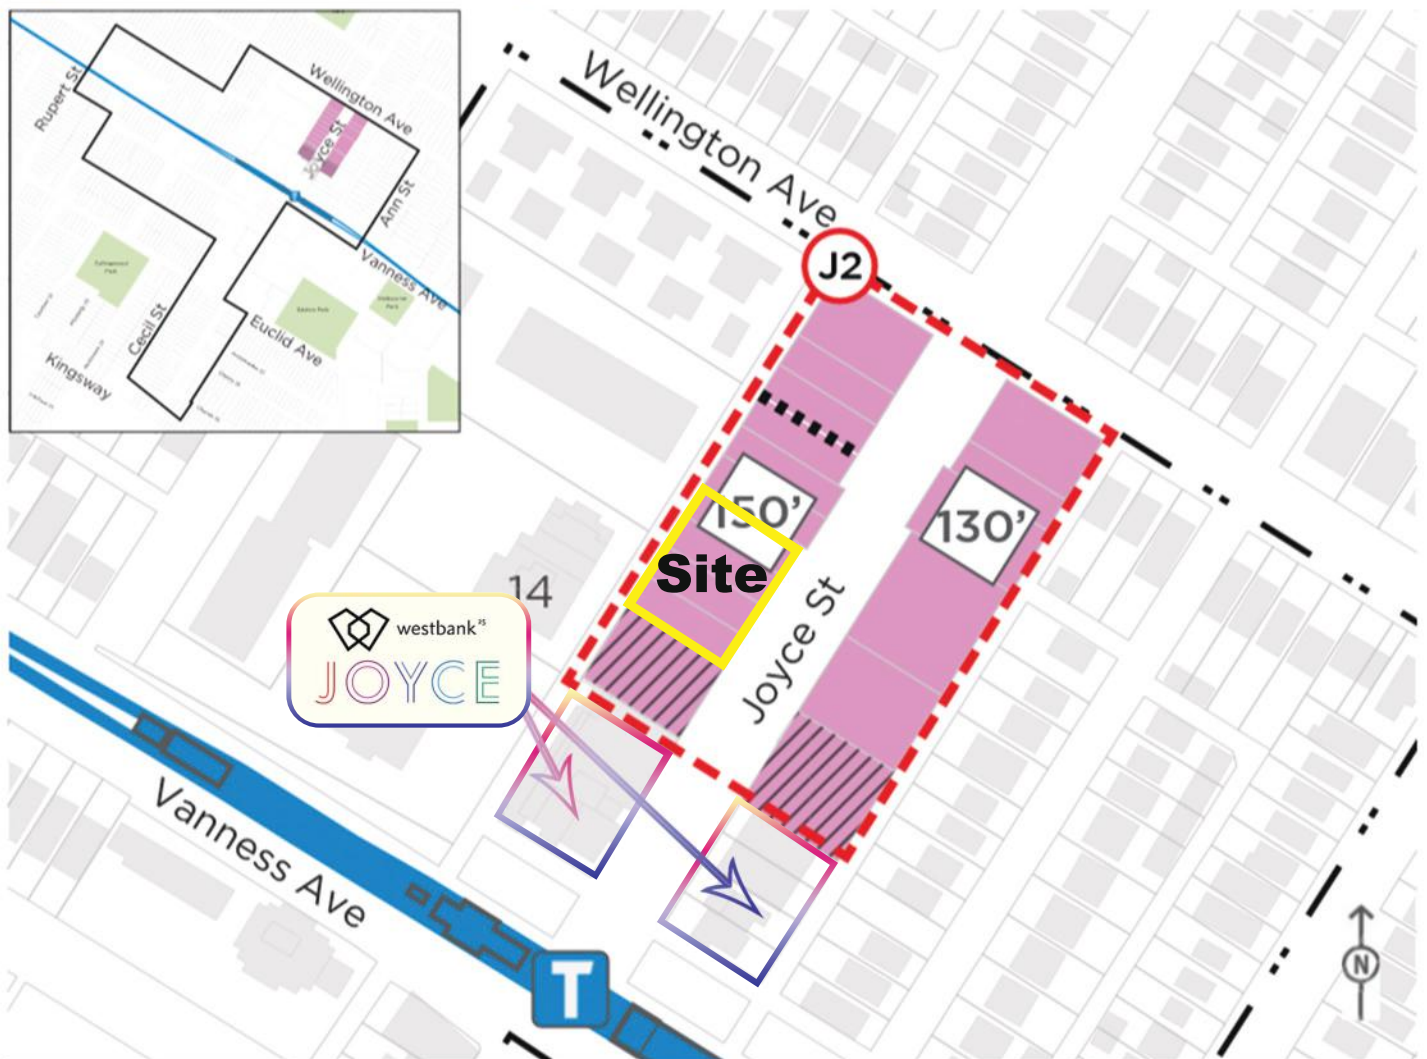 Rupert St
Wellington Ave
Joyce St
Ann St
Vanness Ave
Euclid Ave
Cecil St
Kingsway
Wellington Ave
J2
150’
130’
Site
14
westbank
JOYCE
Joyce St
Vanness Ave
T
N